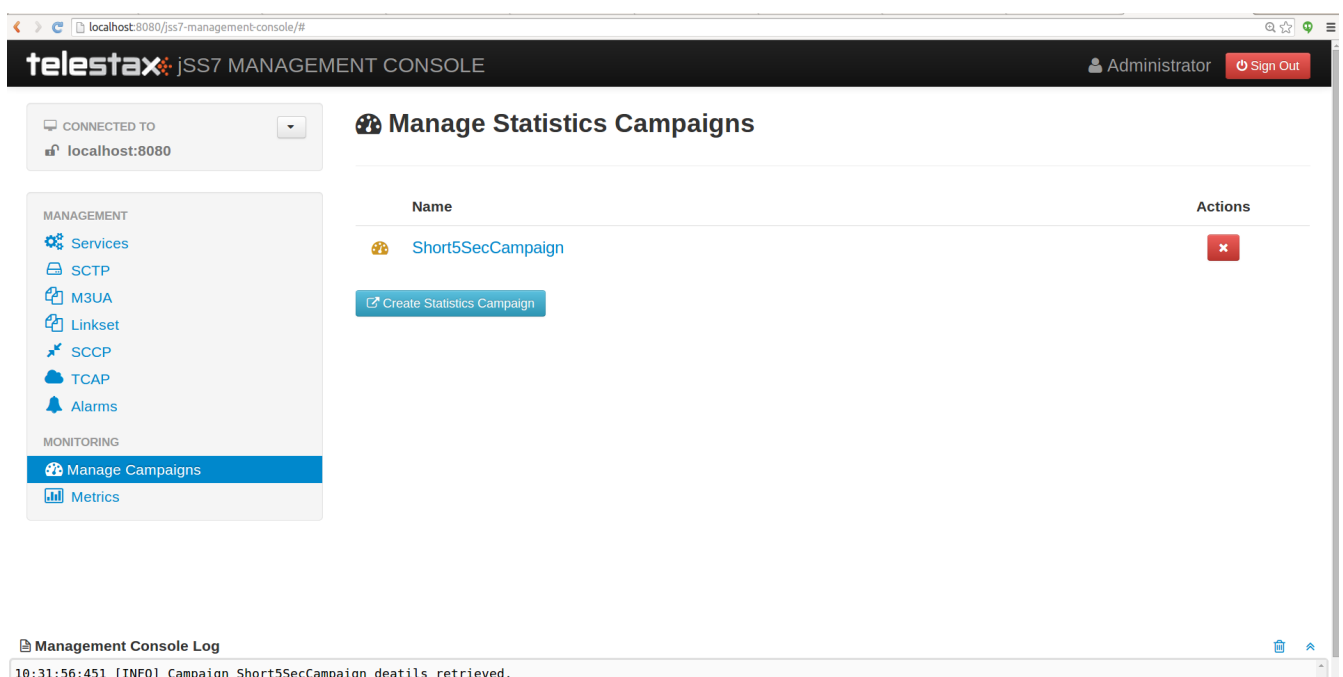 localhost:8080/jss7-management-console/#
telestax jSS7 MANAGEMENT CONSOLE
Administrator
Sign Out
CONNECTED TO
localhost:8080
Manage Statistics Campaigns
MANAGEMENT
Services
SCTP
M3UA
Linkset
SCCP
TCAP
Alarms
MONITORING
Manage Campaigns
Metrics
Name Actions
Short5SecCampaign
Create Statistics Campaign
Management Console Log
10:31:56:451 [INFO] Campaign Short5SecCampaign deatils retrieved.